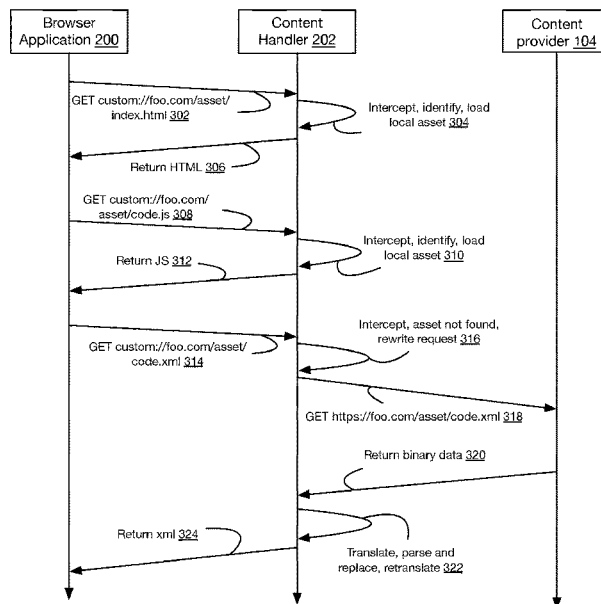 Browser
Application 200
Content
Handler 202
Content
provider 104
GET custom://foo.com/asset/
index.html 302
Intercept, identify, load
local asset 304
Return HTML 306
GET custom://foo.com/
asset/code.js 308
Intercept, identify, load
local asset 310
Return JS 312
Intercept, asset not found,
rewrite request 316
GET custom://foo.com/asset/
code.xml 314
GET https://foo.com/asset/code.xml 318
Return binary data 320
Return xml 324
Translate, parse and
replace, retranslate 322